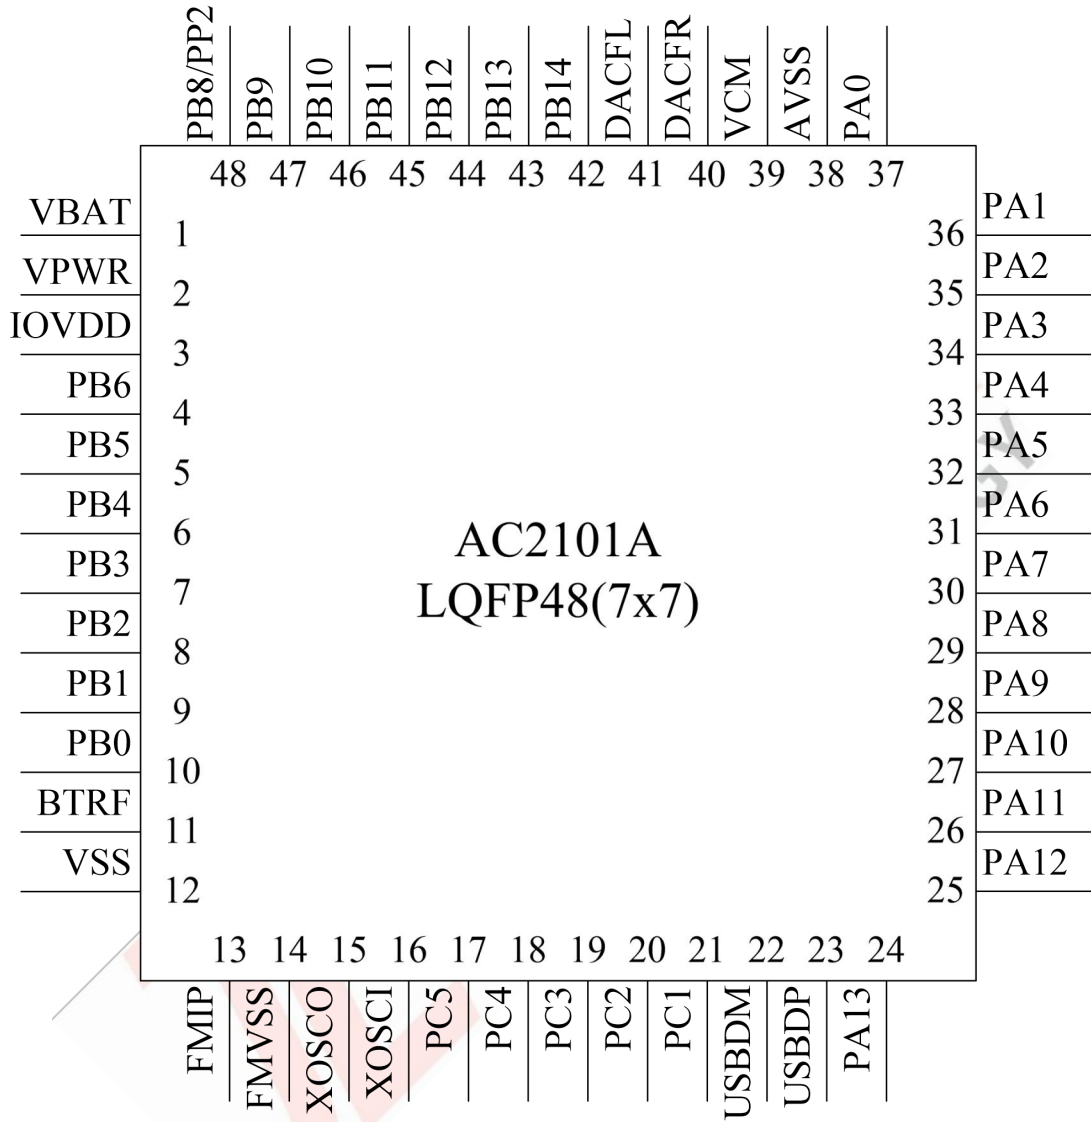 PB8/PP2 PB9 PB10 PB11 PB12 PB13 PB14 DACFL DACFR VCM AVSS PA0
48 47 46 45 44 43 42 41 40 39 38 37
VBAT 1 36 PA1
VPWR 2 35 PA2
IOVDD 3 34 PA3
PB6 4 33 PA4
PB5 5 32 PA5
PB4 6 31 PA6
AC2101A
PB3 7 30 PA7
LQFP48(7x7)
PB2 8 29 PA8
PB1 9 28 PA9
PB0 10 27 PA10
BTRF 11 26 PA11
VSS 12 25 PA12
13 14 15 16 17 18 19 20 21 22 23 24
FMIP FMVSS XOSCO XOSCI PC5 PC4 PC3 PC2 PC1 USBDM USBDP PA13